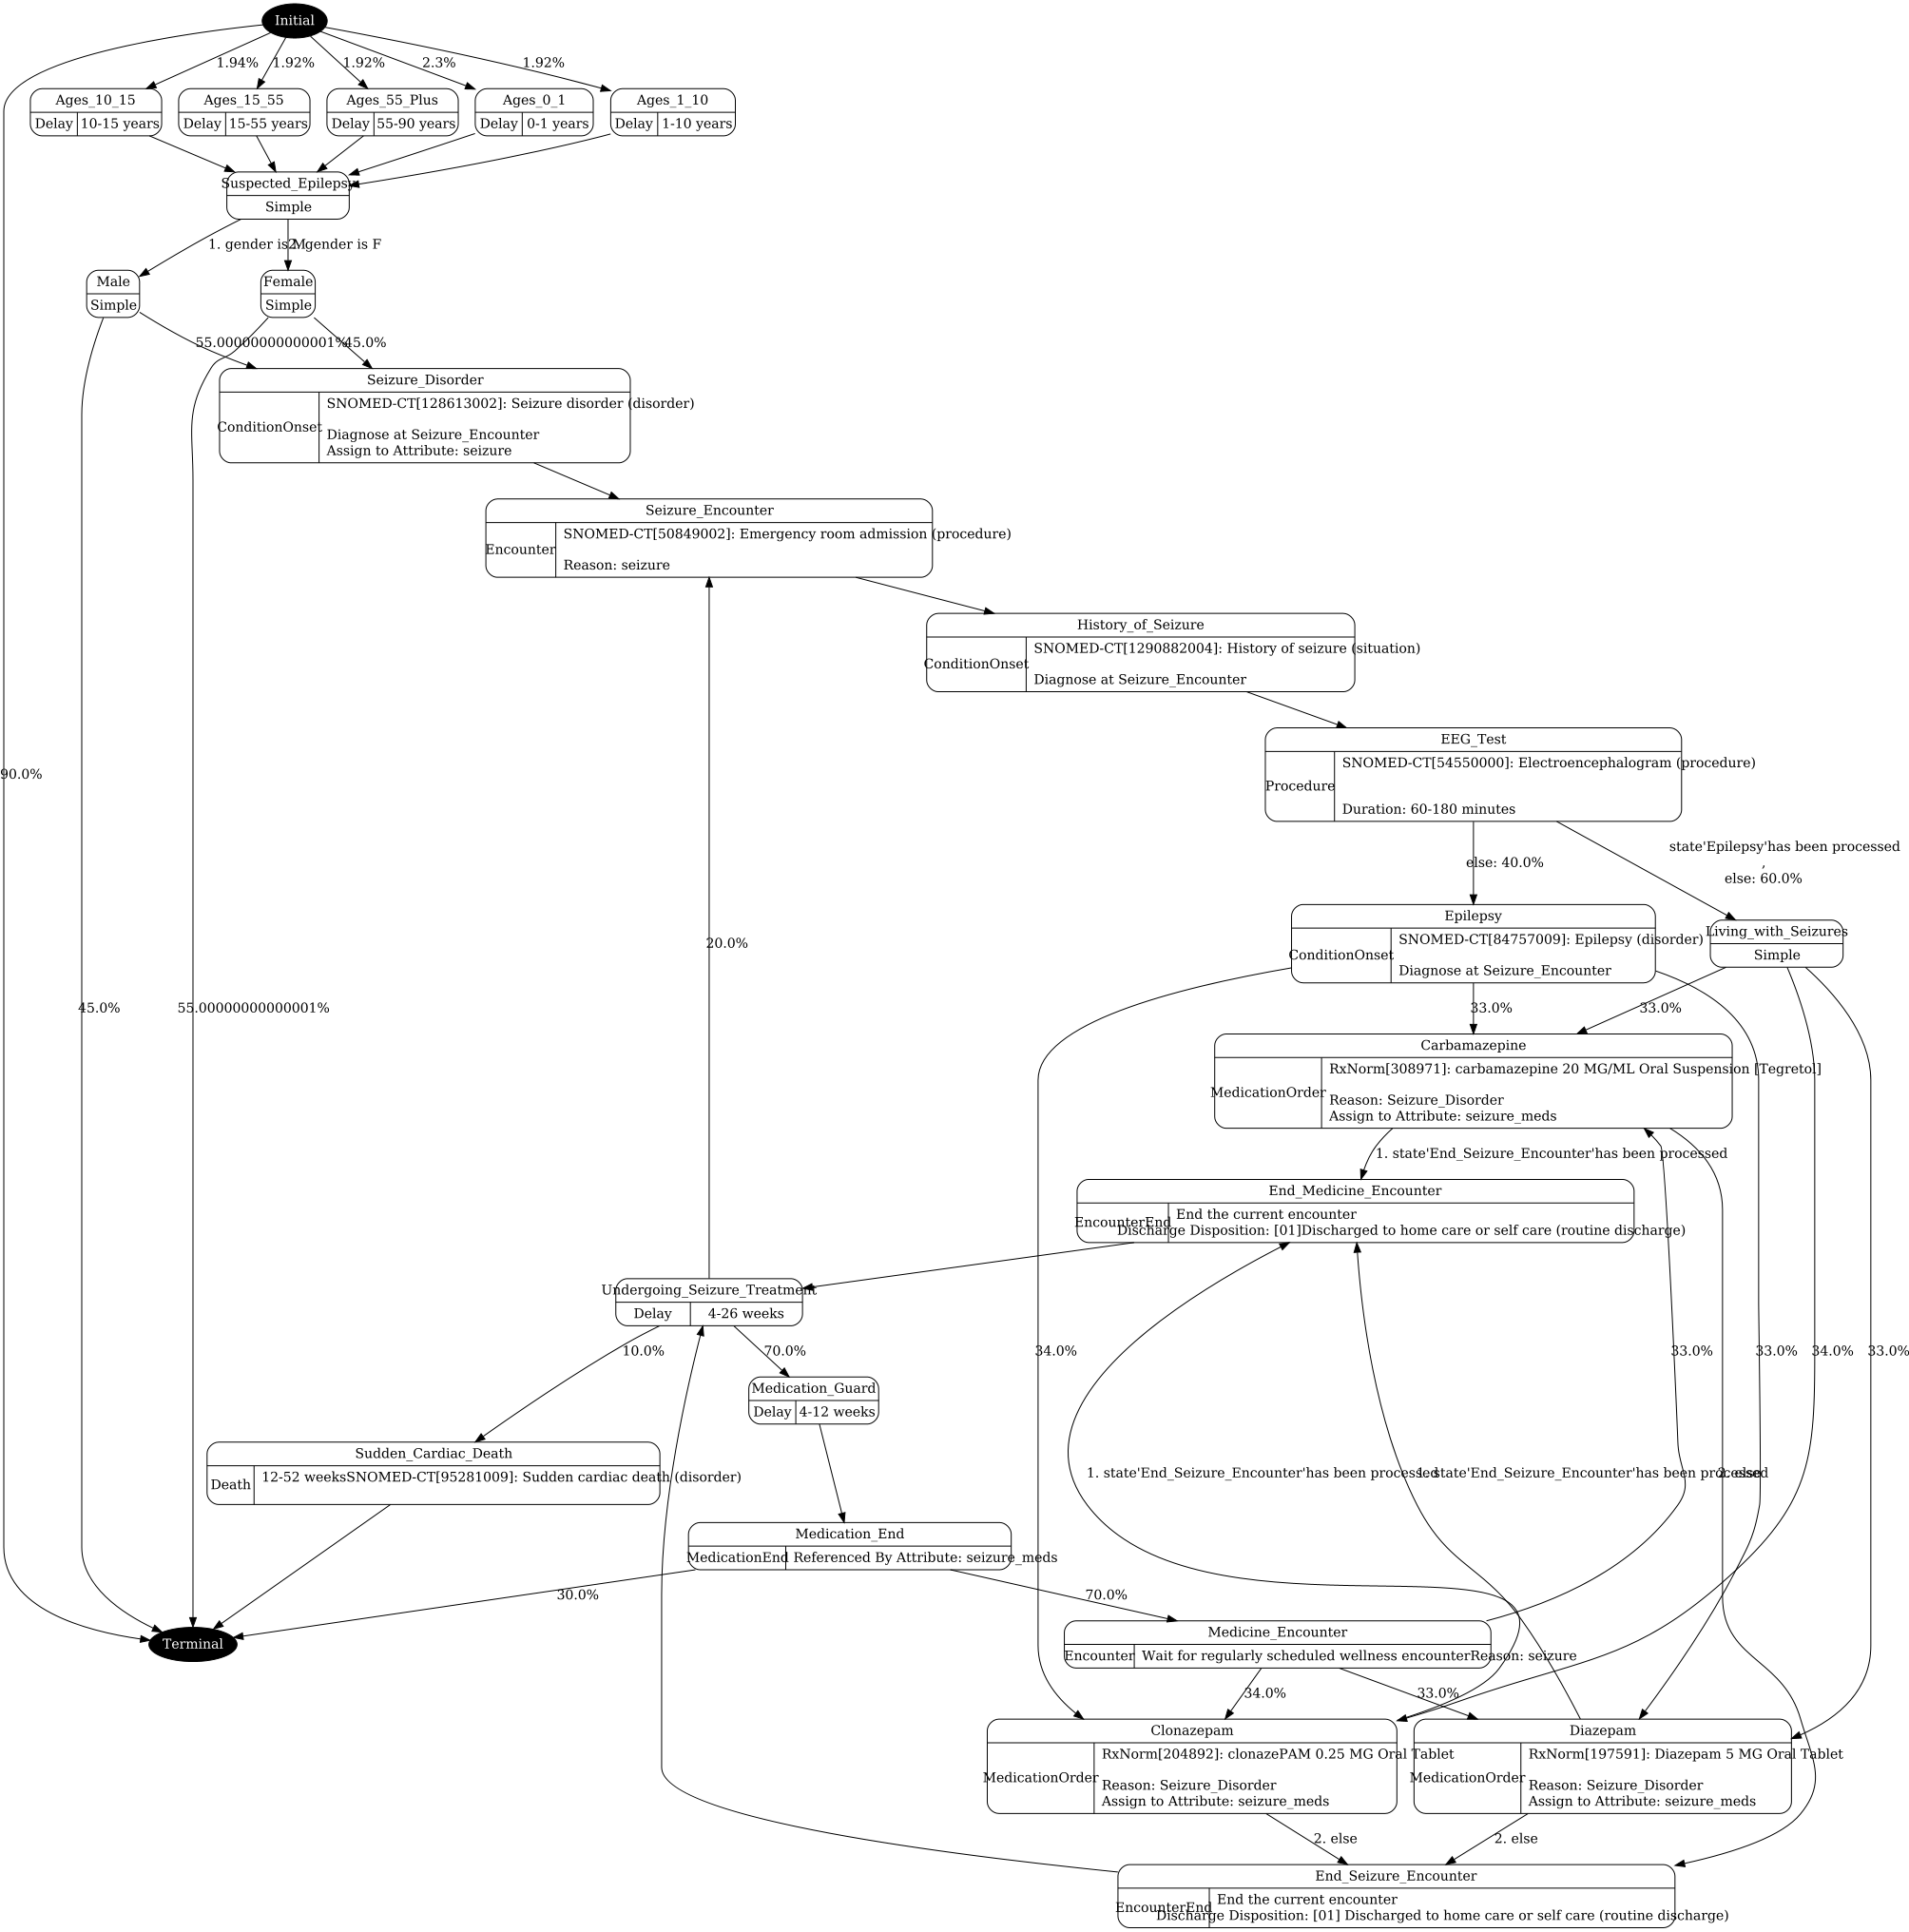 Initial
1.94%
1.92%
1.92%
2.3%
1.92%
Ages_10_15
Delay
10-15 years
Ages_15_55
Delay
15-55 years
Ages_55_Plus
Delay
55-90 years
Ages_0_1
Delay
0-1 years
Ages_1_10
Delay
1-10 years
Suspected_Epilepsy
Simple
1. gender is M
2. gender is F
Male
Simple
Female
Simple
55.00000000000001%
45.0%
Seizure_Disorder
ConditionOnset
SNOMED-CT[128613002]: Seizure disorder (disorder)
Diagnose at Seizure_Encounter
Assign to Attribute: seizure
Seizure_Encounter
Encounter
SNOMED-CT[50849002]: Emergency room admission (procedure)
Reason: seizure
History_of_Seizure
ConditionOnset
SNOMED-CT[1290882004]: History of seizure (situation)
Diagnose at Seizure_Encounter
EEG_Test
Procedure
SNOMED-CT[54550000]: Electroencephalogram (procedure)
Duration: 60-180 minutes
90.0%
else: 40.0%
state'Epilepsy'has been processed
,
else: 60.0%
20.0%
Epilepsy
ConditionOnset
SNOMED-CT[84757009]: Epilepsy (disorder)
Diagnose at Seizure_Encounter
Living_with_Seizures
Simple
45.0%
55.00000000000001%
33.0%
33.0%
Carbamazepine
MedicationOrder
RxNorm[308971]: carbamazepine 20 MG/ML Oral Suspension [Tegretol]
Reason: Seizure_Disorder
Assign to Attribute: seizure_meds
1. state'End_Seizure_Encounter'has been processed
End_Medicine_Encounter
EncounterEnd
End the current encounter
Discharge Disposition: [01]Discharged to home care or self care (routine discharge)
Undergoing_Seizure_Treatment
Delay
4-26 weeks
10.0%
70.0%
34.0%
33.0%
33.0%
34.0%
33.0%
Medication_Guard
Delay
4-12 weeks
Sudden_Cardiac_Death
Death
12-52 weeksSNOMED-CT[95281009]: Sudden cardiac death (disorder)
1. state'End_Seizure_Encounter'has been processed
1. state'End_Seizure_Encounter'has been processed
2. else
Medication_End
MedicationEnd
Referenced By Attribute: seizure_meds
30.0%
70.0%
Terminal
Medicine_Encounter
Encounter
Wait for regularly scheduled wellness encounterReason: seizure
34.0%
33.0%
Clonazepam
MedicationOrder
RxNorm[204892]: clonazePAM 0.25 MG Oral Tablet
Reason: Seizure_Disorder
Assign to Attribute: seizure_meds
Diazepam
MedicationOrder
RxNorm[197591]: Diazepam 5 MG Oral Tablet
Reason: Seizure_Disorder
Assign to Attribute: seizure_meds
2. else
2. else
End_Seizure_Encounter
EncounterEnd
End the current encounter
Discharge Disposition: [01] Discharged to home care or self care (routine discharge)